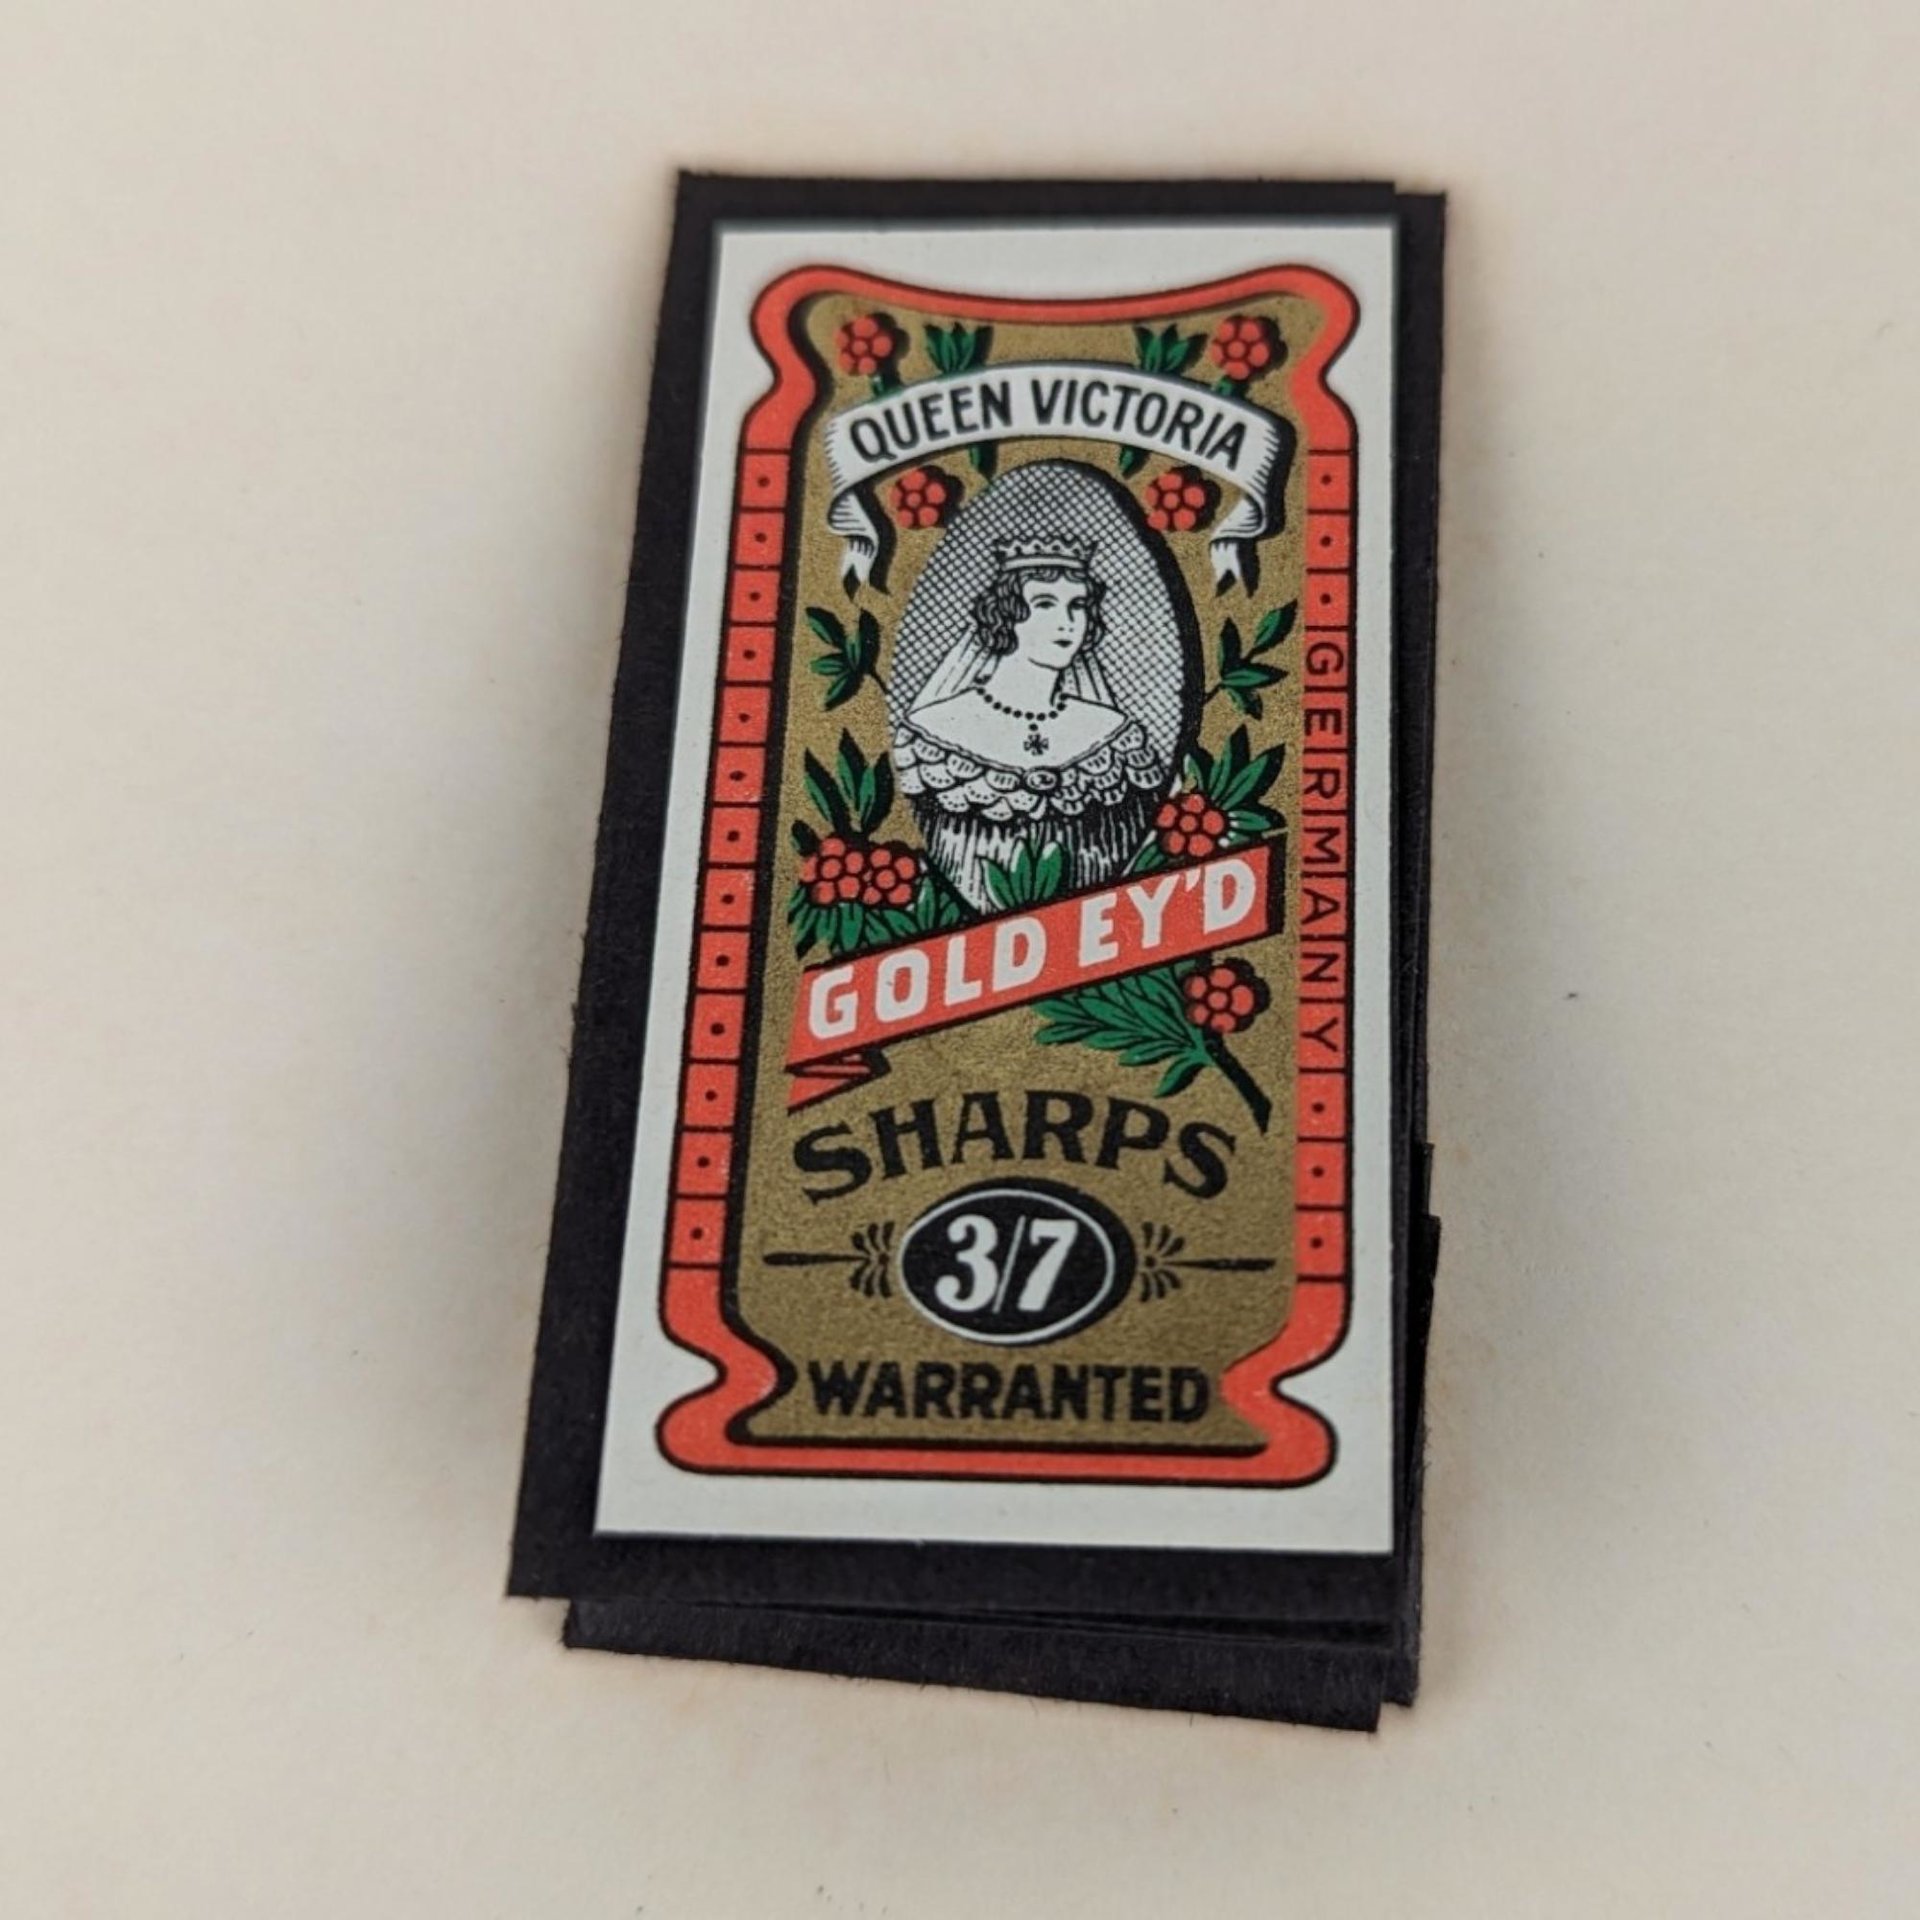 QUEEN VICTORIA
GOLD EY'D
SHARPS
3/7
WARRANTED
GERMANY